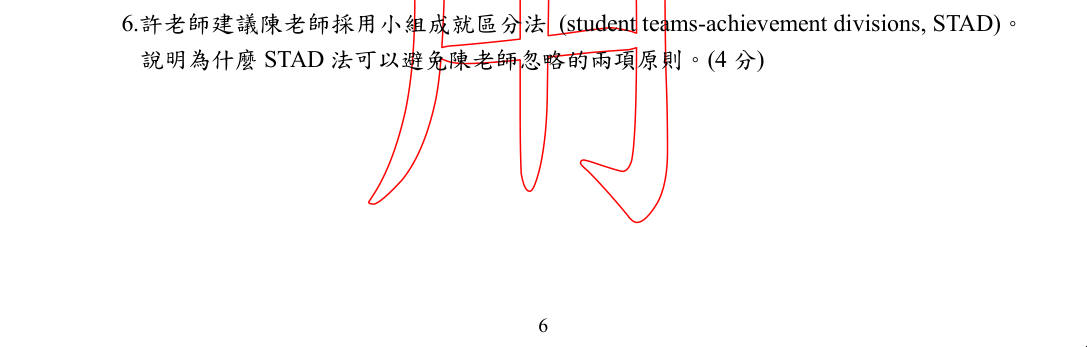 6.許老師建議陳老師採用小組成就區分法 (student teams-achievement divisions, STAD)。
說明為什麼 STAD 法可以避免陳老師忽略的兩項原則。(4 分)
6